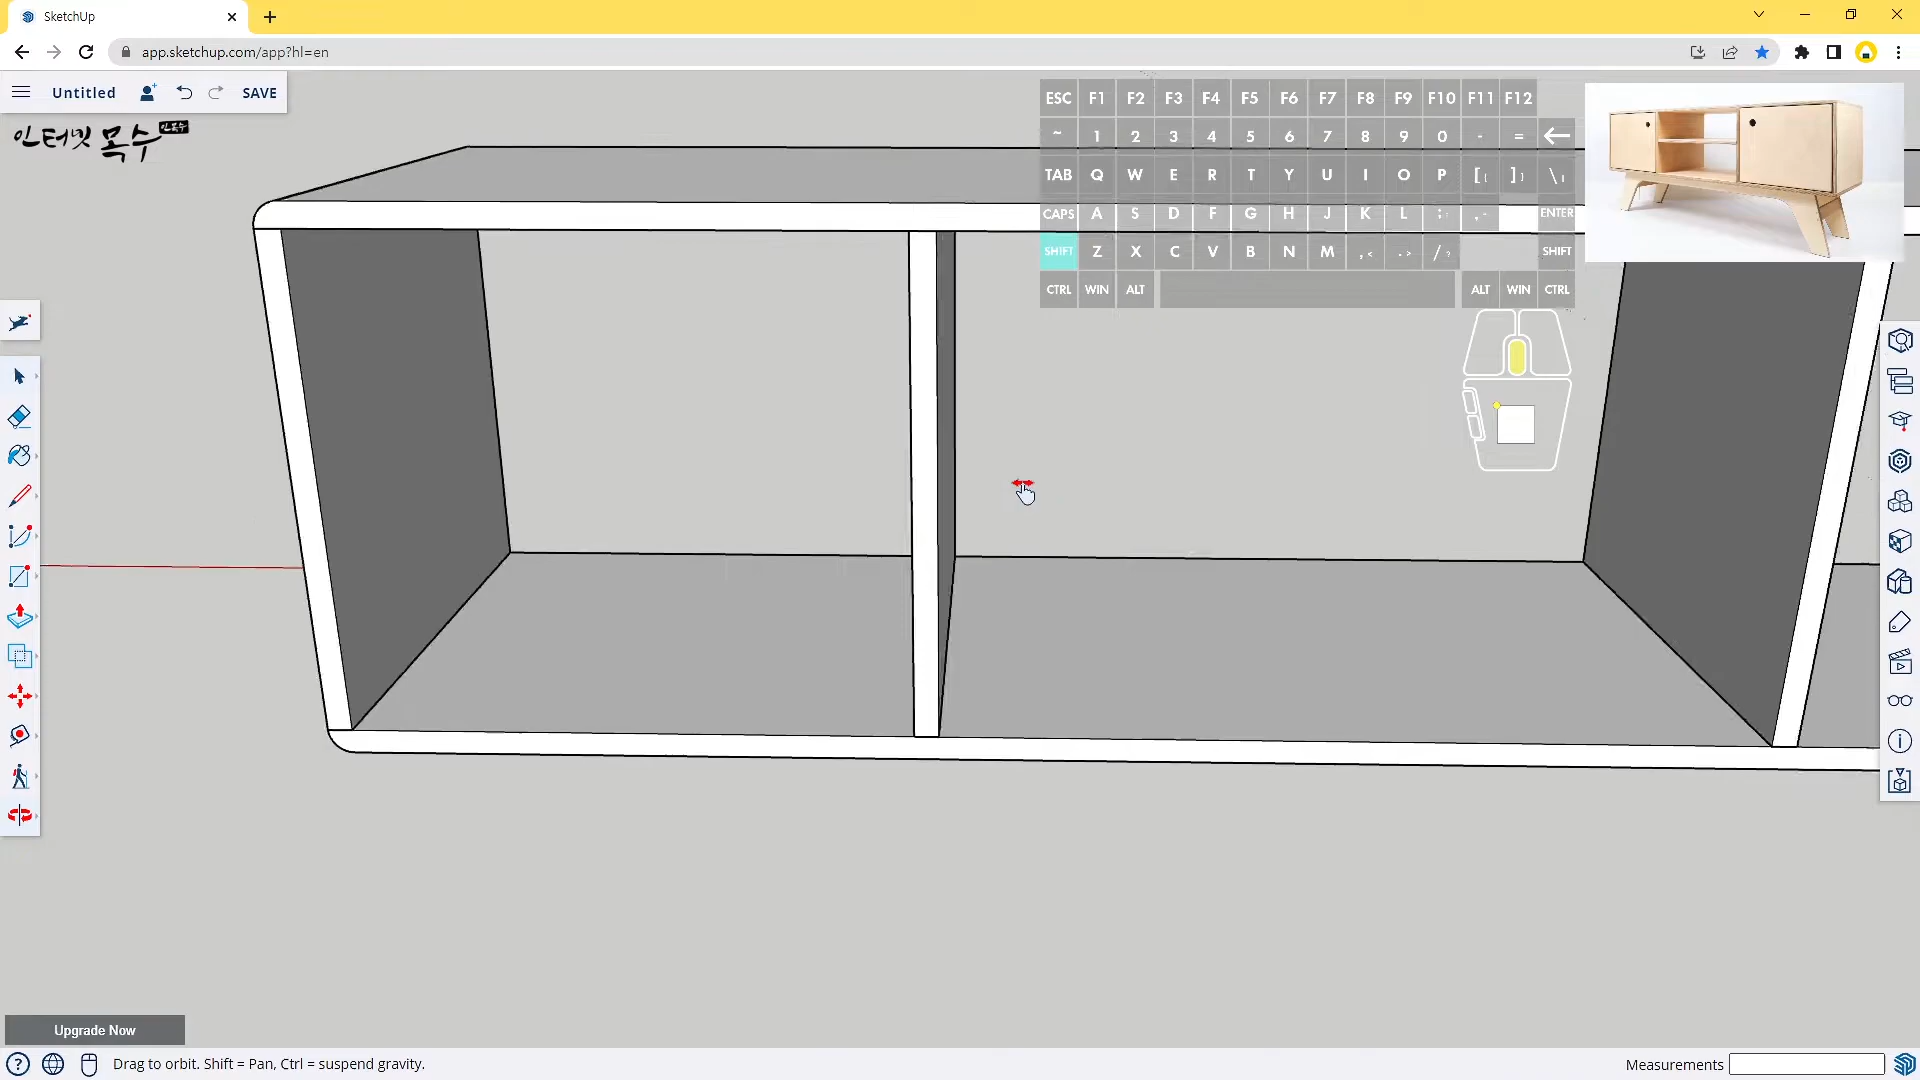 SketchUp
app.sketchup.com/app?hl=en
Untitled
SAVE
인터넷 목수
ESC F1 F2 F3 F4 F5 F6 F7 F8 F9 F10 F11 F12
~ 1 2 3 4 5 6 7 8 9 0 - =
TAB Q W E R T Y U I O P [ ] \
CAPS A S D F G H J K L ENTER
SHIFT Z X C V B N M , < . > / ? SHIFT
CTRL WIN ALT ALT WIN CTRL
Upgrade Now
Drag to orbit. Shift = Pan, Ctrl = suspend gravity.
Measurements